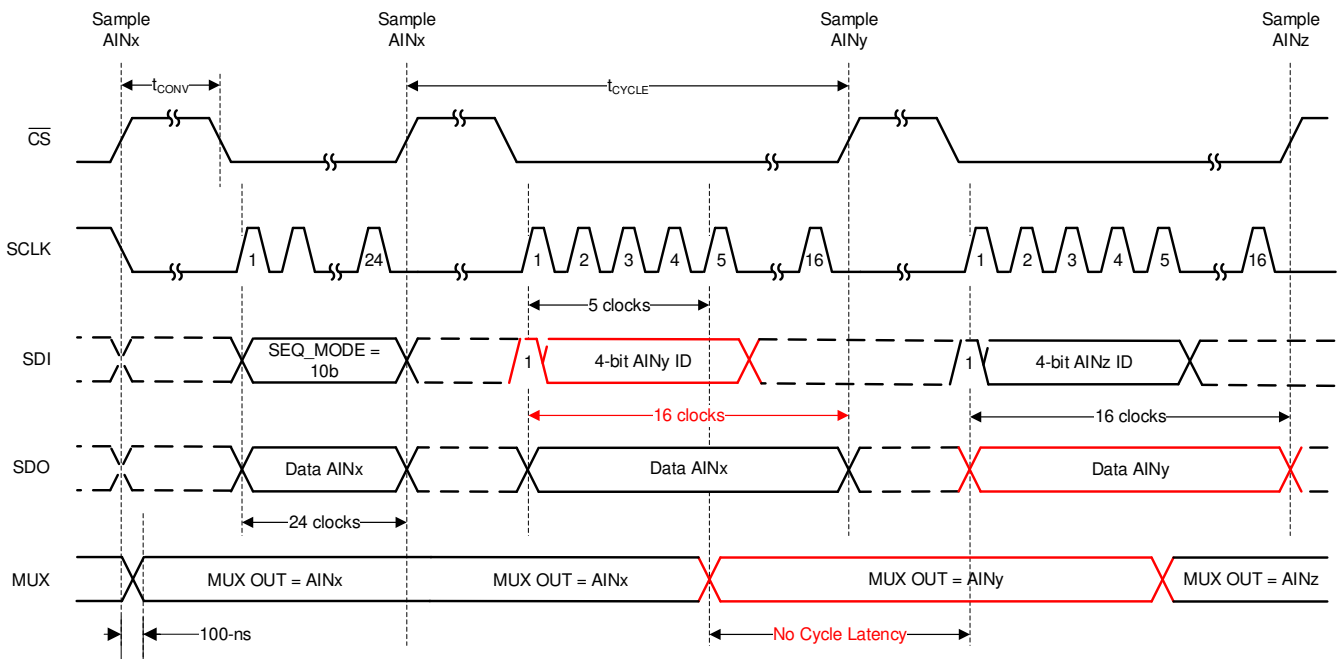 Sample
AINx
Sample
AINx
Sample
AINy
Sample
AINz
tCONV
tCYCLE
CS
SCLK
1
24
1
2
3
4
5
16
1
2
3
4
5
16
5 clocks
SDI
SEQ_MODE =
10b
1
4-bit AINy ID
1
4-bit AINz ID
16 clocks
16 clocks
SDO
Data AINx
Data AINx
Data AINy
24 clocks
MUX
MUX OUT = AINx
MUX OUT = AINx
MUX OUT = AINy
MUX OUT = AINz
100-ns
No Cycle Latency